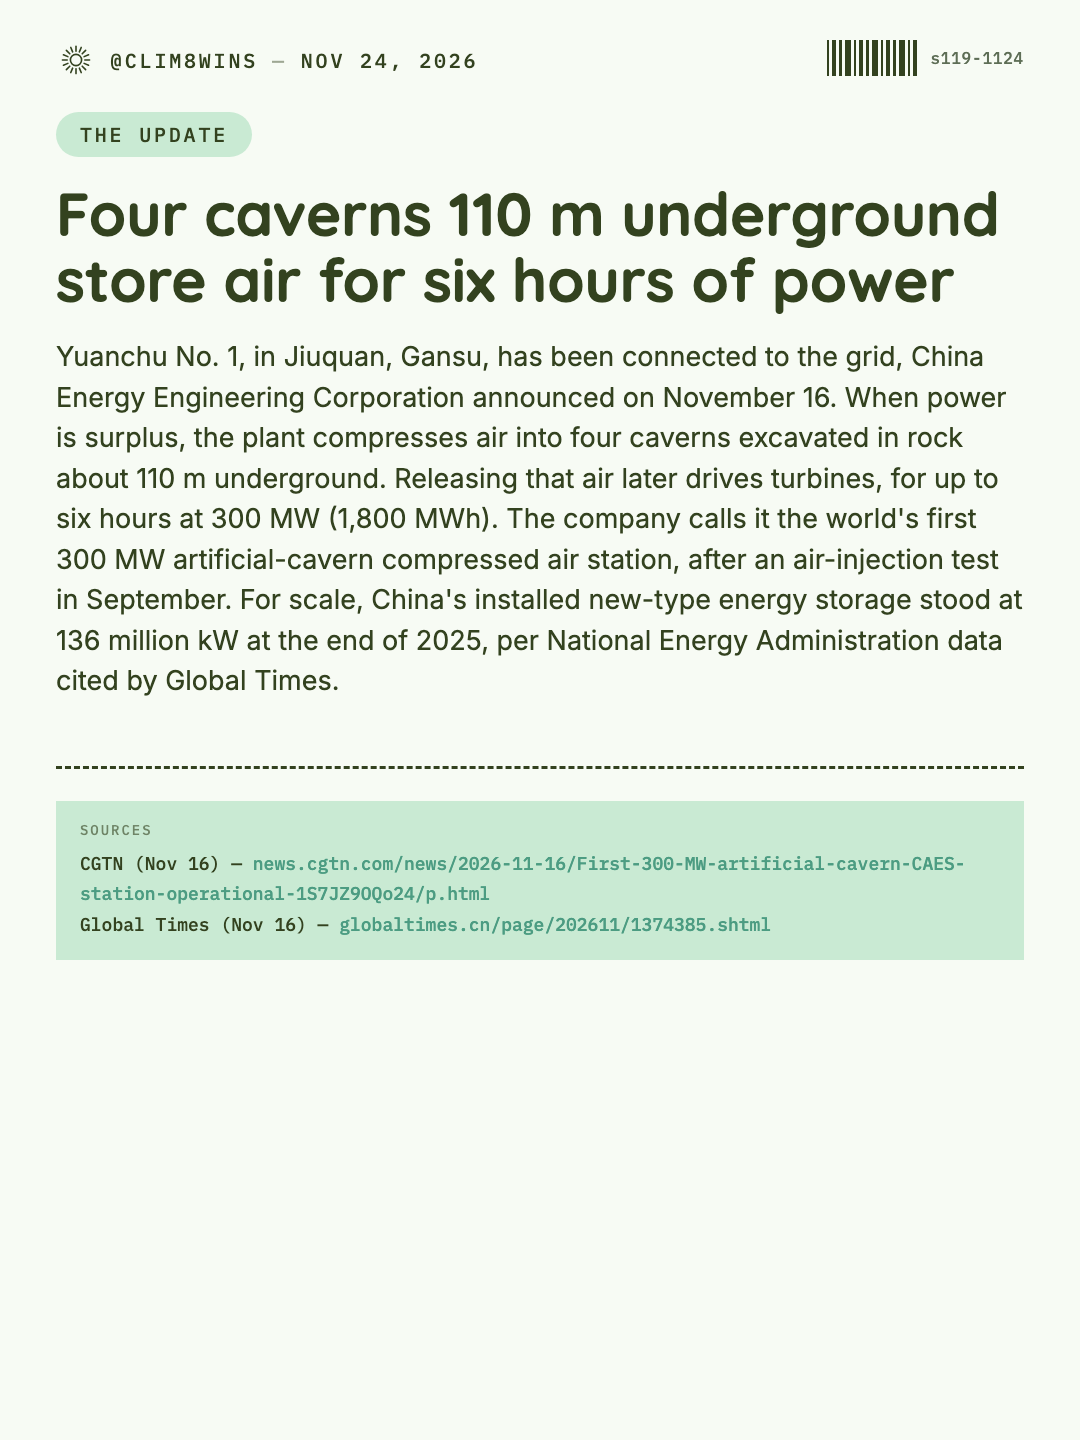 @CLIM8WINS — NOV 24, 2026
s119-1124
THE UPDATE
Four caverns 110 m underground
store air for six hours of power
Yuanchu No. 1, in Jiuquan, Gansu, has been connected to the grid, China
Energy Engineering Corporation announced on November 16. When power
is surplus, the plant compresses air into four caverns excavated in rock
about 110 m underground. Releasing that air later drives turbines, for up to
six hours at 300 MW (1,800 MWh). The company calls it the world's first
300 MW artificial-cavern compressed air station, after an air-injection test
in September. For scale, China's installed new-type energy storage stood at
136 million kW at the end of 2025, per National Energy Administration data
cited by Global Times.
SOURCES
CGTN (Nov 16) — news.cgtn.com/news/2026-11-16/First-300-MW-artificial-cavern-CAES-
station-operational-1S7JZ9OQo24/p.html
Global Times (Nov 16) — globaltimes.cn/page/202611/1374385.shtml